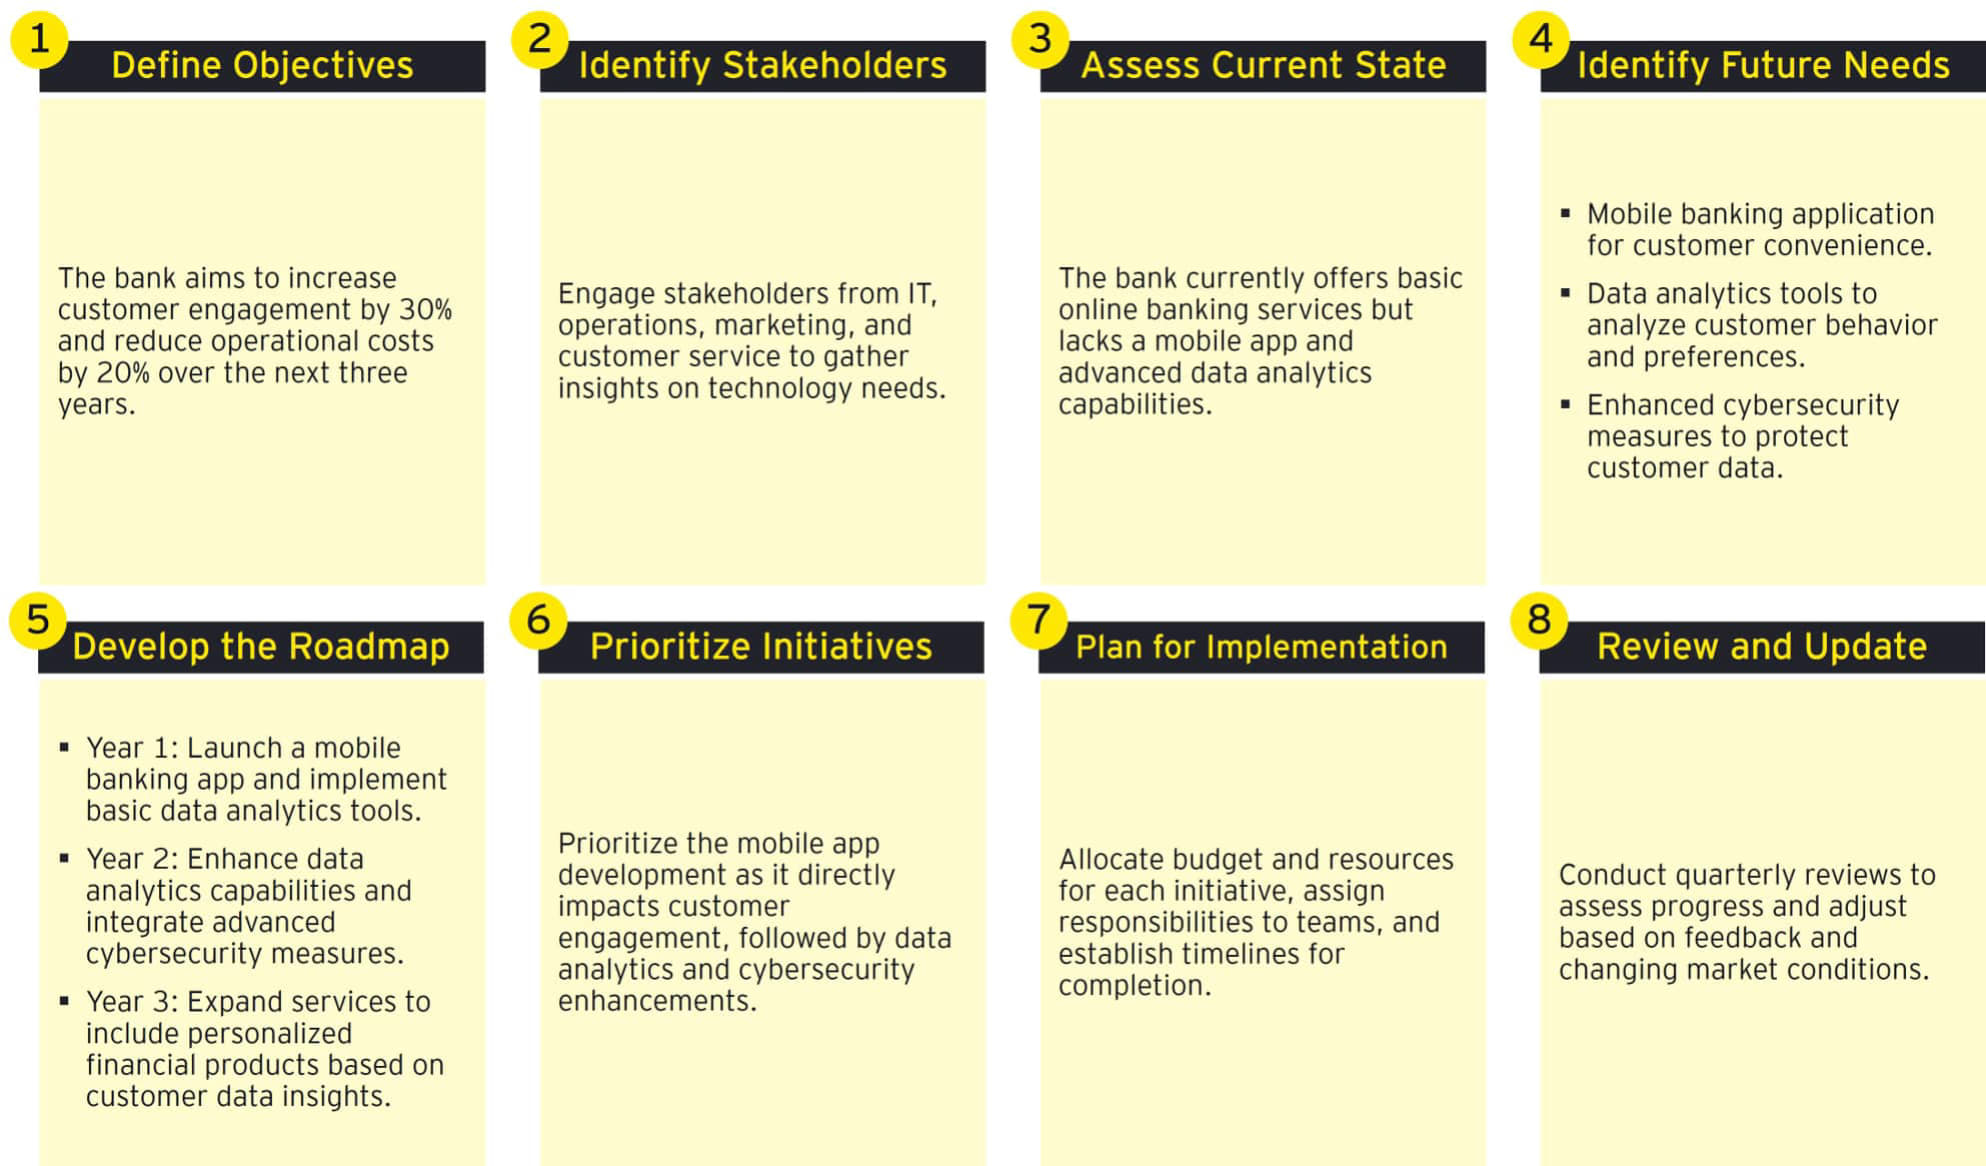 1
Define Objectives
The bank aims to increase
customer engagement by 30%
and reduce operational costs
by 20% over the next three
years.
2
Identify Stakeholders
Engage stakeholders from IT,
operations, marketing, and
customer service to gather
insights on technology needs.
3
Assess Current State
The bank currently offers basic
online banking services but
lacks a mobile app and
advanced data analytics
capabilities.
4
Identify Future Needs
▪ Mobile banking application
for customer convenience.
▪ Data analytics tools to
analyze customer behavior
and preferences.
▪ Enhanced cybersecurity
measures to protect
customer data.
5
Develop the Roadmap
▪ Year 1: Launch a mobile
banking app and implement
basic data analytics tools.
▪ Year 2: Enhance data
analytics capabilities and
integrate advanced
cybersecurity measures.
▪ Year 3: Expand services to
include personalized
financial products based on
customer data insights.
6
Prioritize Initiatives
Prioritize the mobile app
development as it directly
impacts customer
engagement, followed by data
analytics and cybersecurity
enhancements.
7
Plan for Implementation
Allocate budget and resources
for each initiative, assign
responsibilities to teams, and
establish timelines for
completion.
8
Review and Update
Conduct quarterly reviews to
assess progress and adjust
based on feedback and
changing market conditions.